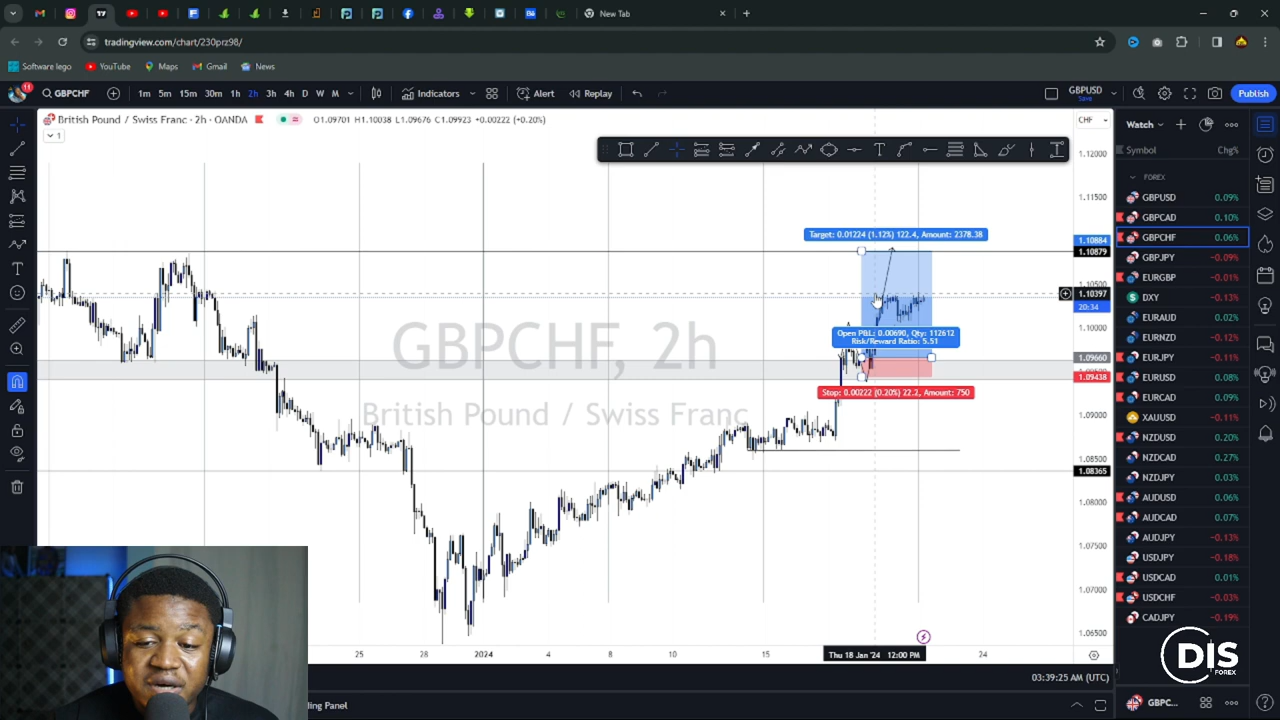 New Tab
tradingview.com/chart/230prz98/
Software lego
YouTube
Maps
Gmail
News
11
GBPCHF
1m 5m 15m 30m 1h 2h 3h 4h D W M
Indicators
Alert
Replay
GBPUSD
Save
Publish
British Pound / Swiss Franc · 2h · OANDA
O1.09701 H1.10038 L1.09676 C1.09923 +0.00222 (+0.20%)
CHF
1
Watch
Symbol
Chg%
FOREX
GBPUSD 0.09%
GBPCAD 0.10%
GBPCHF 0.06%
GBPJPY −0.09%
EURGBP −0.01%
DXY −0.13%
EURAUD 0.02%
EURNZD −0.12%
EURJPY −0.11%
EURUSD 0.08%
EURCAD 0.09%
XAUUSD −0.11%
NZDUSD 0.20%
NZDCAD 0.27%
NZDJPY 0.03%
AUDUSD 0.06%
AUDCAD 0.07%
AUDJPY −0.13%
USDJPY −0.18%
USDCAD 0.01%
USDCHF −0.03%
CADJPY −0.19%
1.12000
1.11500
1.10884
1.10879
1.10500
1.10397
20:34
1.10000
1.09660
1.09438
1.09000
1.08500
1.08365
1.08000
1.07500
1.07000
1.06500
Target: 0.01224 (1.12%) 122.4, Amount: 2378.38
Open P&L: 0.00690, Qty: 112612
Risk/Reward Ratio: 5.51
Stop: 0.00222 (0.20%) 22.2, Amount: 750
GBPCHF, 2h
British Pound / Swiss Franc
25
28
2024
4
8
10
15
Thu 18 Jan '24 12:00 PM
24
03:39:25 AM (UTC)
ding Panel
GBPC...
DIS
FOREX